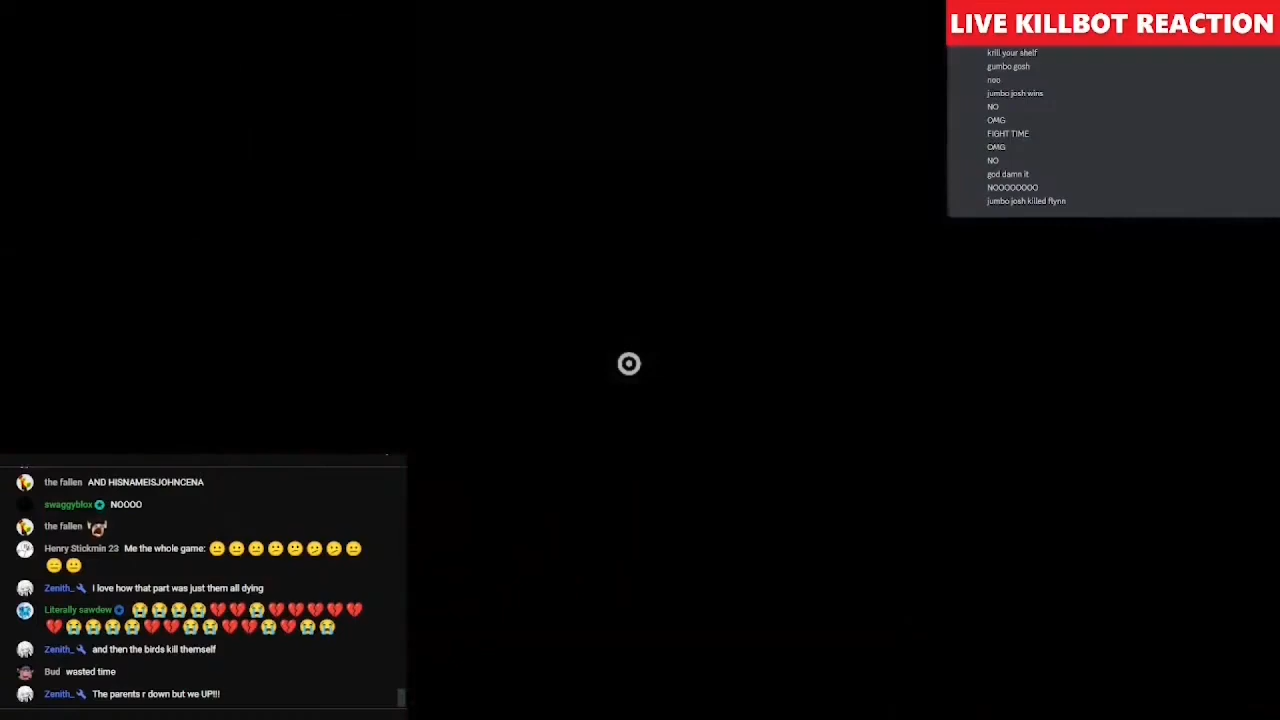 LIVE KILLBOT REACTION
krill your shelf
gumbo gosh
noo
jumbo josh wins
NO
OMG
FIGHT TIME
OMG
NO
god damn it
NOOOOOOOO
jumbo josh killed flynn
the fallen AND HISNAMEISJOHNCENA
swaggyblox NOOOO
the fallen
Henry Stickmin 23 Me the whole game: 😐😐😐😕😕🫤🫤😐
😑😐
Zenith_ I love how that part was just them all dying
Literally sawdew 😭😭😭😭💔💔😭💔💔💔💔💔
💔😭😭😭😭💔💔😭😭💔💔😭💔😭😭
Zenith_ and then the birds kill themself
Bud wasted time
Zenith_ The parents r down but we UP!!!